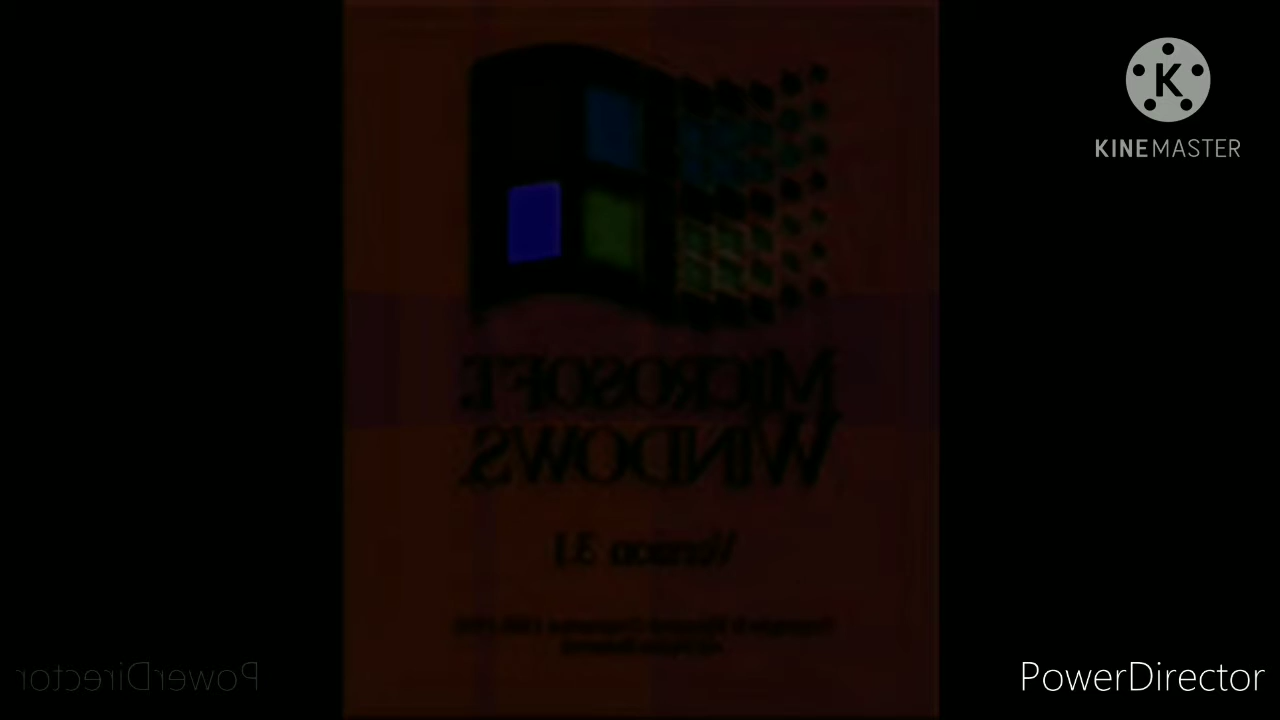 K
KINEMASTER
MICROSOFT.
WINDOWS.
Version 3.1
PowerDirector
PowerDirector